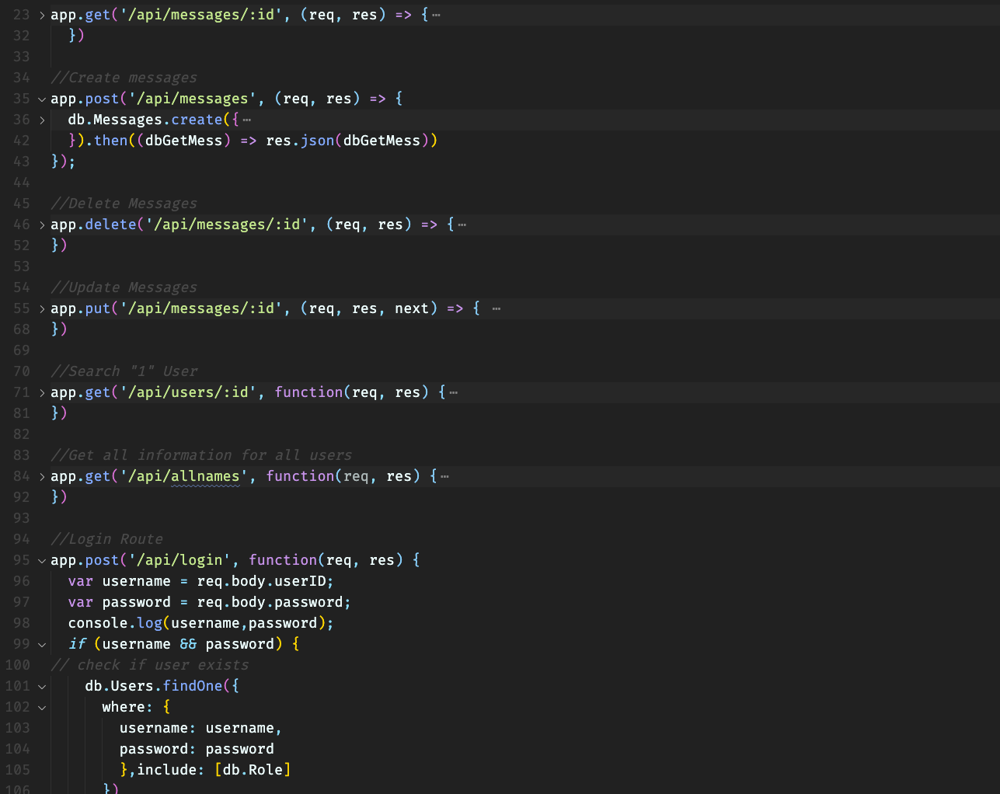 23 > app.get('/api/messages/:id', (req, res) => {⋯
32 })
33
34 //Create messages
35 ⌄ app.post('/api/messages', (req, res) => {
36 > db.Messages.create({⋯
42 }).then((dbGetMess) => res.json(dbGetMess))
43 });
44
45 //Delete Messages
46 > app.delete('/api/messages/:id', (req, res) => {⋯
52 })
53
54 //Update Messages
55 > app.put('/api/messages/:id', (req, res, next) => { ⋯
68 })
69
70 //Search "1" User
71 > app.get('/api/users/:id', function(req, res) {⋯
81 })
82
83 //Get all information for all users
84 > app.get('/api/allnames', function(req, res) {⋯
92 })
93
94 //Login Route
95 ⌄ app.post('/api/login', function(req, res) {
96 var username = req.body.userID;
97 var password = req.body.password;
98 console.log(username,password);
99 ⌄ if (username && password) {
100 // check if user exists
101 ⌄ db.Users.findOne({
102 ⌄ where: {
103 username: username,
104 password: password
105 },include: [db.Role]
106 })